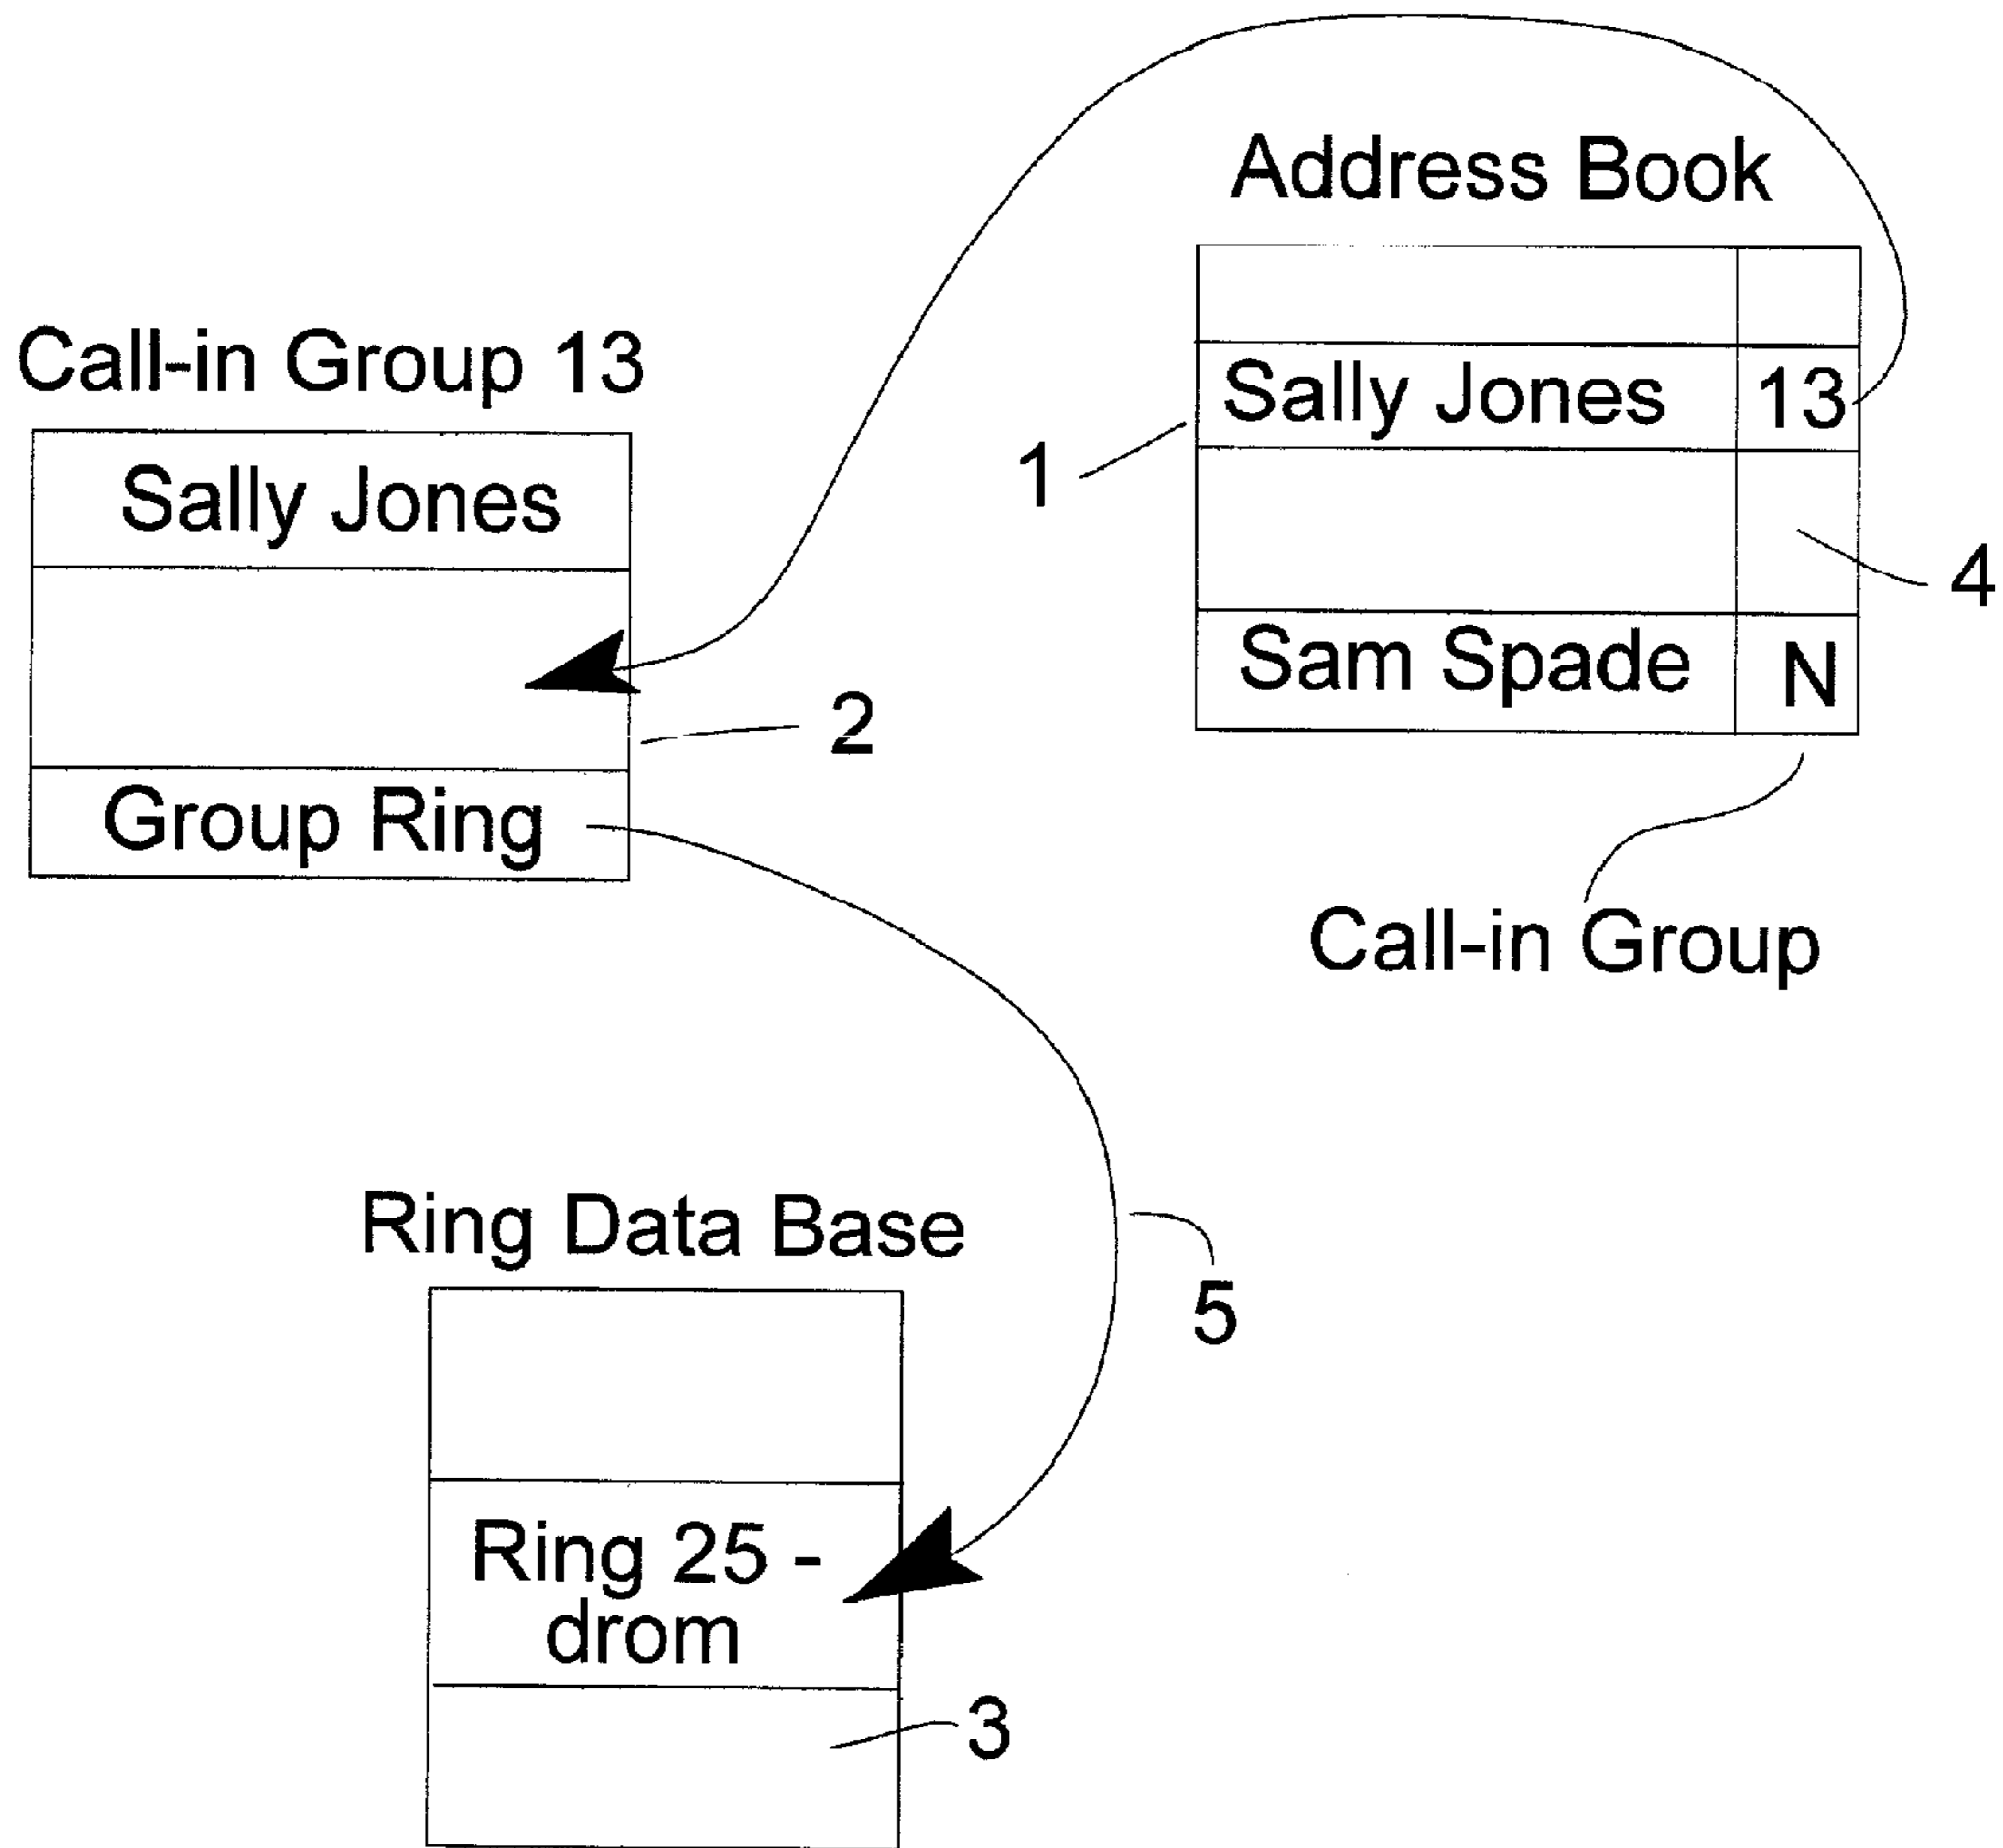 Address Book
Sally Jones 13
1
4
Sam Spade N
Call-in Group
Call-in Group 13
Sally Jones
2
Group Ring
5
Ring Data Base
Ring 25 -
drom
3